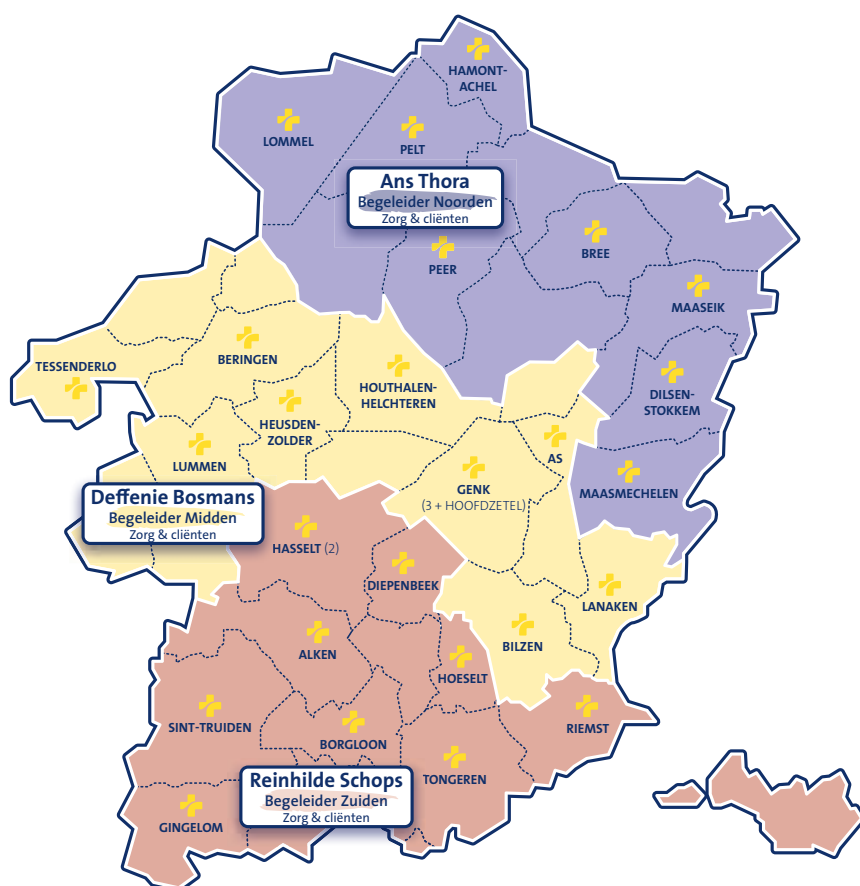 HAMONT-
ACHEL
LOMMEL
PELT
Ans Thora
Begeleider Noorden
Zorg & cliënten
BREE
PEER
MAASEIK
TESSENDERLO
BERINGEN
HOUTHALEN-
HELCHTEREN
DILSEN-
STOKKEM
HEUSDEN-
ZOLDER
LUMMEN
AS
GENK
(3 + HOOFDZETEL)
MAASMECHELEN
Deffenie Bosmans
Begeleider Midden
Zorg & cliënten
HASSELT (2)
DIEPENBEEK
LANAKEN
ALKEN
BILZEN
HOESELT
SINT-TRUIDEN
RIEMST
BORGLOON
TONGEREN
Reinhilde Schops
Begeleider Zuiden
Zorg & cliënten
GINGELOM